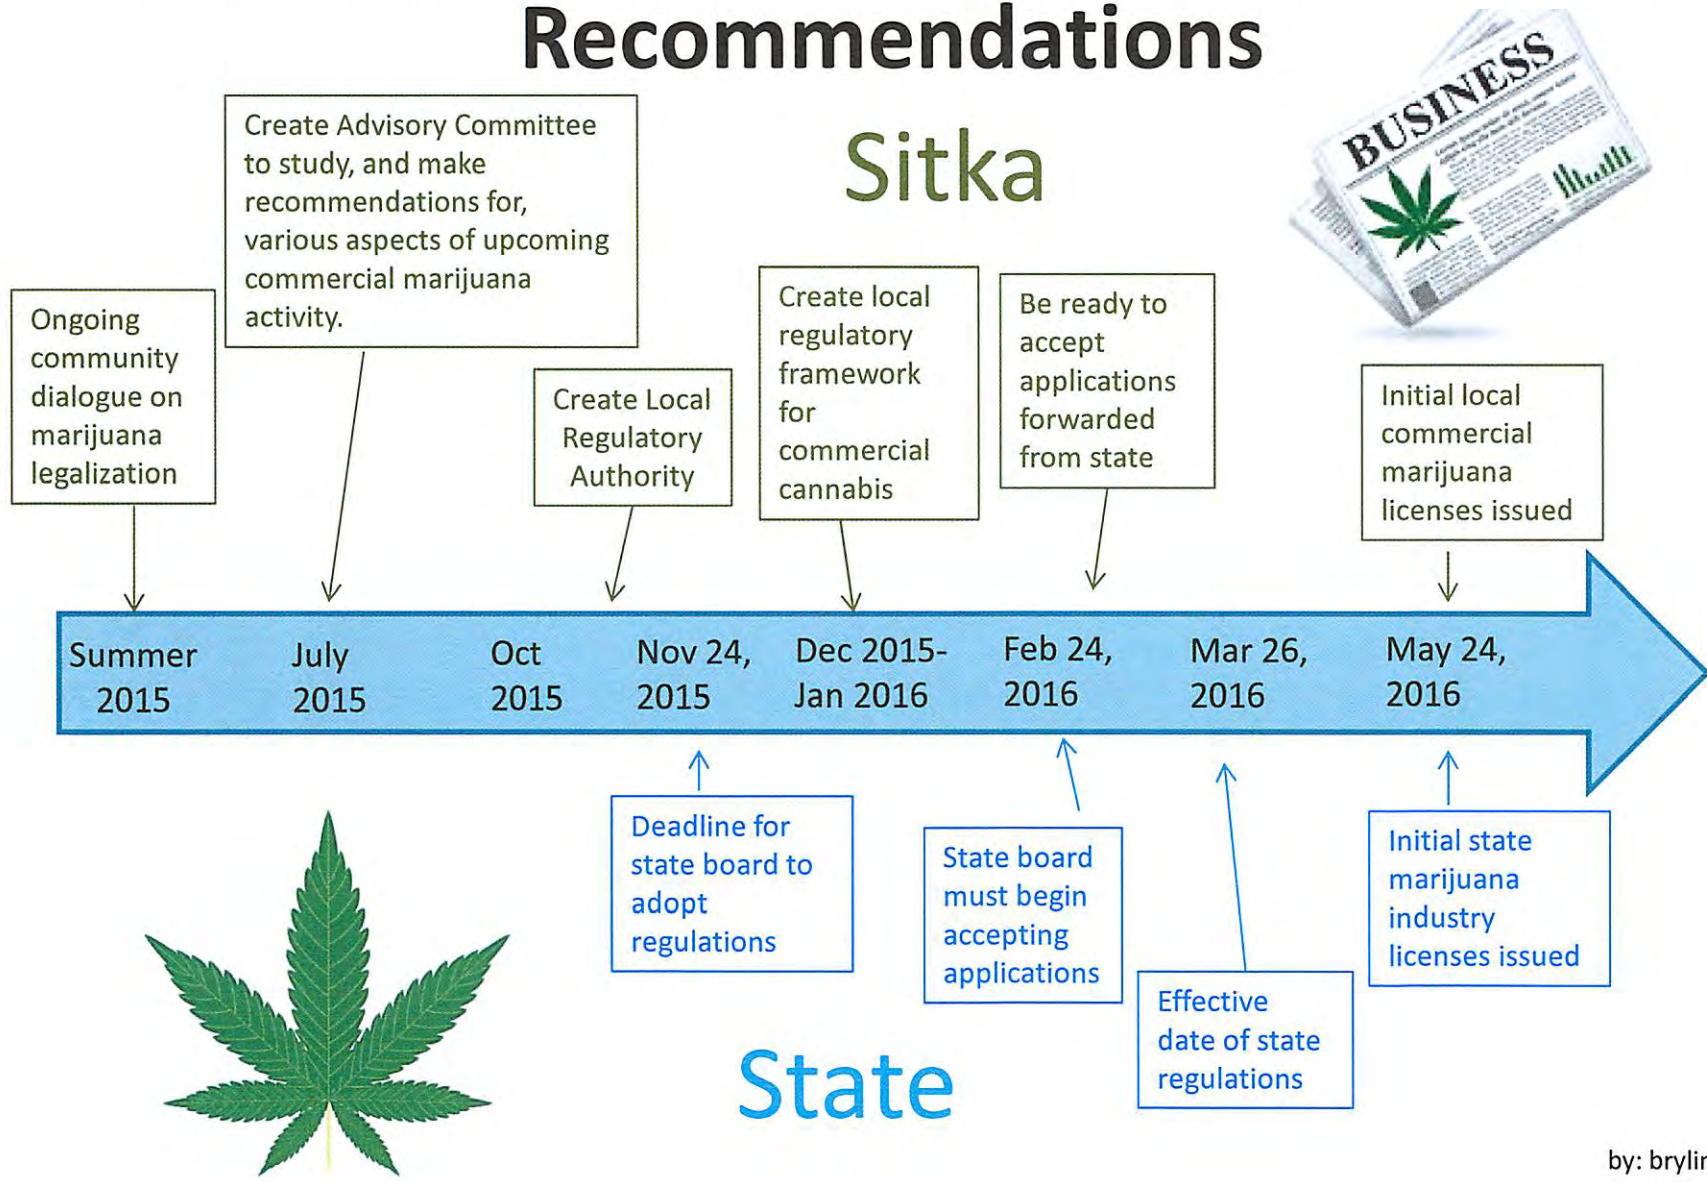 Recommendations
Sitka
BUSINESS
Create Advisory Committee
to study, and make
recommendations for,
various aspects of upcoming
commercial marijuana
activity.
Ongoing
community
dialogue on
marijuana
legalization
Create Local
Regulatory
Authority
Create local
regulatory
framework
for
commercial
cannabis
Be ready to
accept
applications
forwarded
from state
Initial local
commercial
marijuana
licenses issued
Summer
2015
July
2015
Oct
2015
Nov 24,
2015
Dec 2015-
Jan 2016
Feb 24,
2016
Mar 26,
2016
May 24,
2016
Deadline for
state board to
adopt
regulations
State board
must begin
accepting
applications
Effective
date of state
regulations
Initial state
marijuana
industry
licenses issued
State
by: